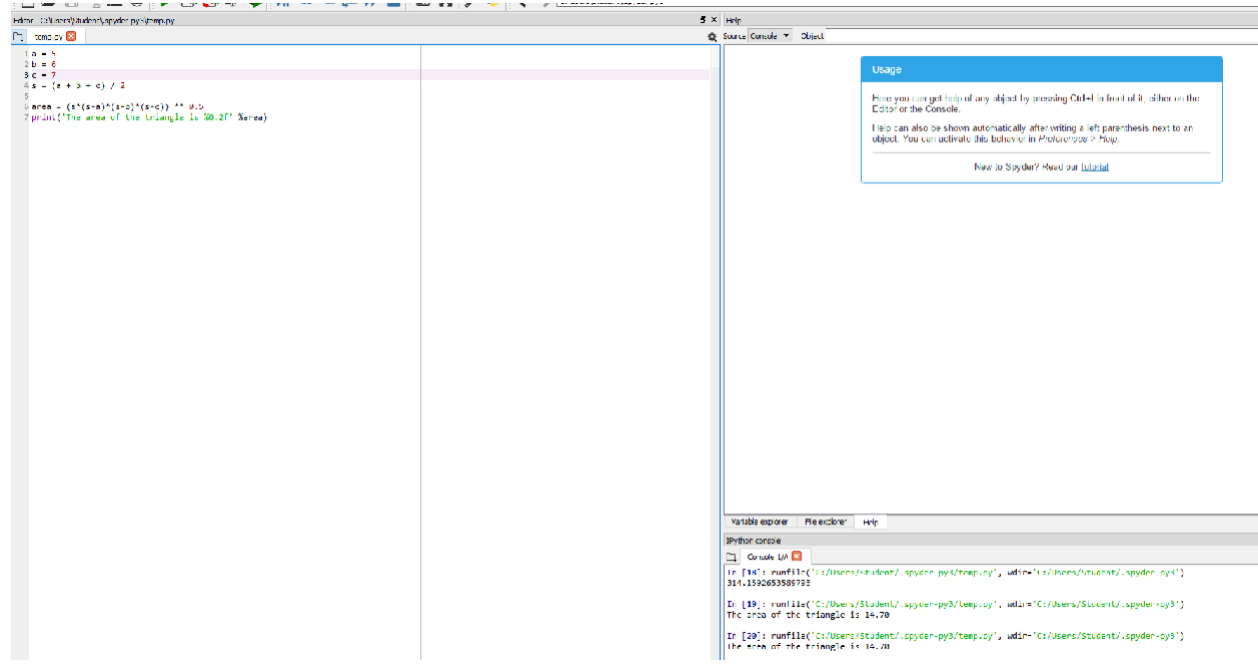 Editor - C:\Users\Student\.spyder-py3\temp.py
temp.py
1 a = 5
2 b = 6
3 c = 7
4 s = (a + b + c) / 2
5
6 area = (s*(s-a)*(s-b)*(s-c)) ** 0.5
7 print('The area of the triangle is %0.2f' %area)
Help
Source Console Object
Usage
Here you can get help of any object by pressing Ctrl+I in front of it, either on the
Editor or the Console.
Help can also be shown automatically after writing a left parenthesis next to an
object. You can activate this behavior in Preferences > Help.
New to Spyder? Read our tutorial
Variable explorer File explorer Help
IPython console
Console 1/A
In [18]: runfile('C:/Users/Student/.spyder-py3/temp.py', wdir='C:/Users/Student/.spyder-py3')
314.1592653589793
In [19]: runfile('C:/Users/Student/.spyder-py3/temp.py', wdir='C:/Users/Student/.spyder-py3')
The area of the triangle is 14.70
In [20]: runfile('C:/Users/Student/.spyder-py3/temp.py', wdir='C:/Users/Student/.spyder-py3')
The area of the triangle is 14.70